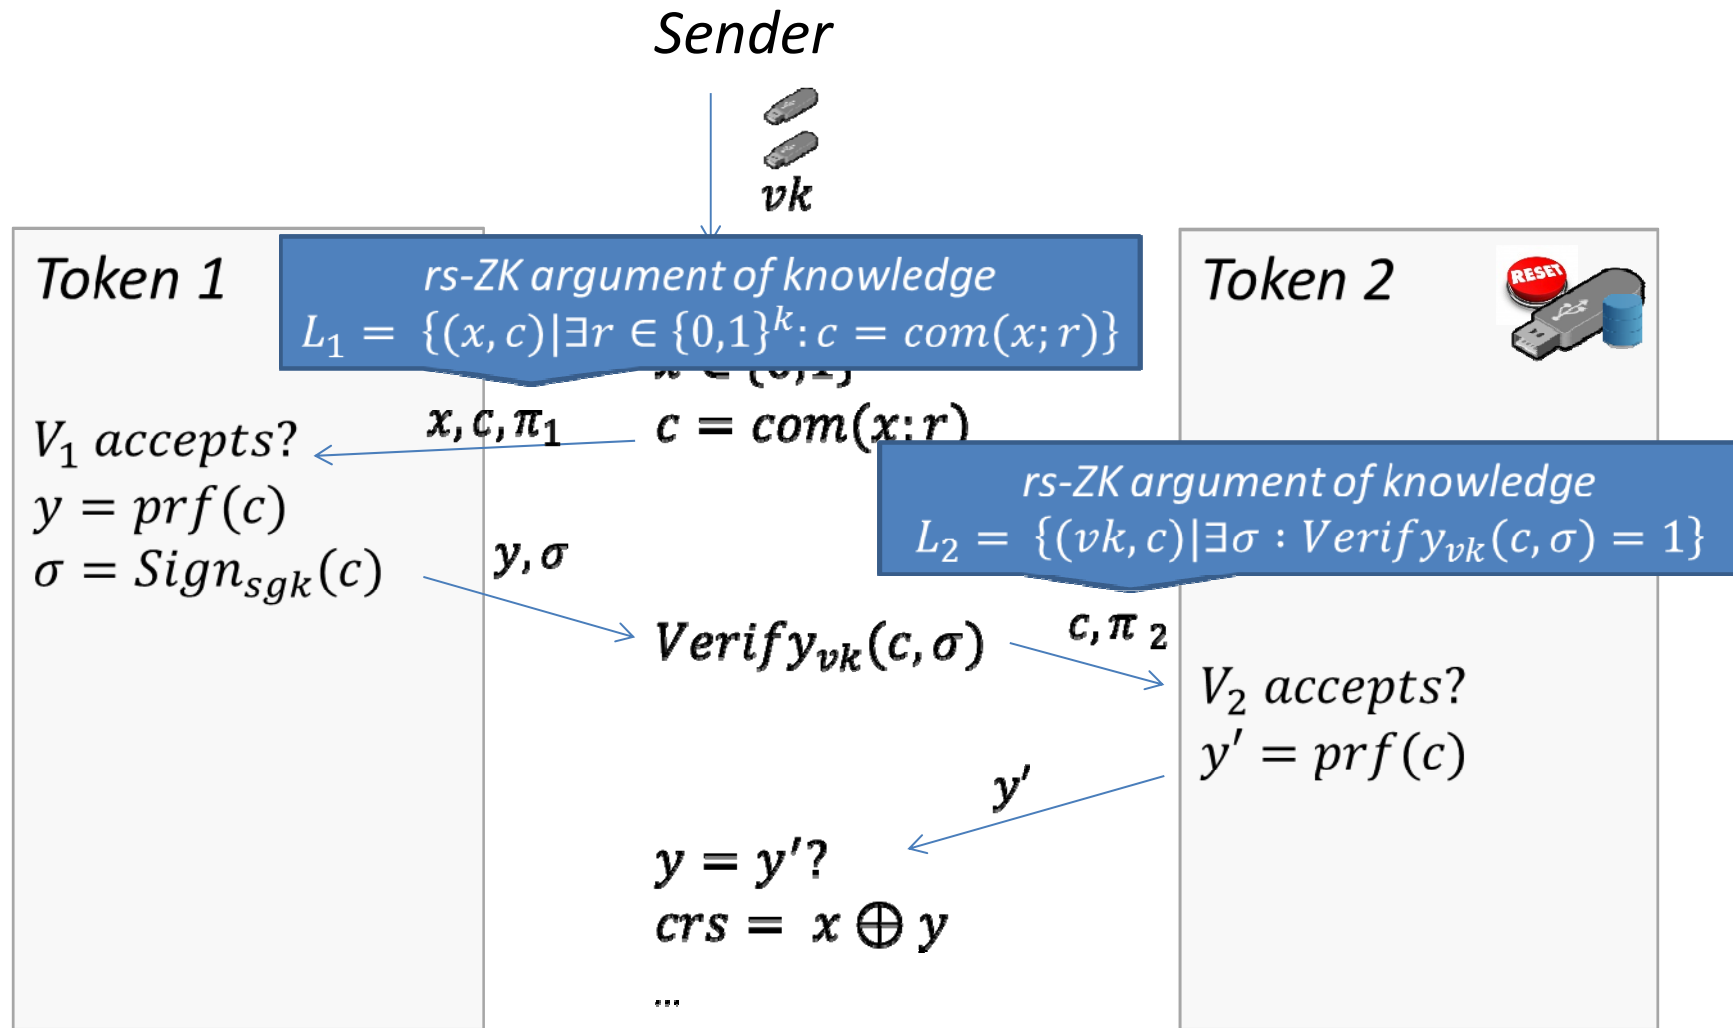 Sender
vk
Token 1
rs-ZK argument of knowledge
L₁ = {(x, c)|∃r ∈ {0,1}ᵏ: c = com(x; r)}
Token 2
RESET
x, c, π₁
c = com(x; r)
V₁ accepts?
y = prf(c)
σ = Sign_sgk(c)
y, σ
rs-ZK argument of knowledge
L₂ = {(vk, c)|∃σ : Verify_vk(c, σ) = 1}
Verify_vk(c, σ)
c, π ₂
V₂ accepts?
y′ = prf(c)
y′
y = y′?
crs = x ⊕ y
...